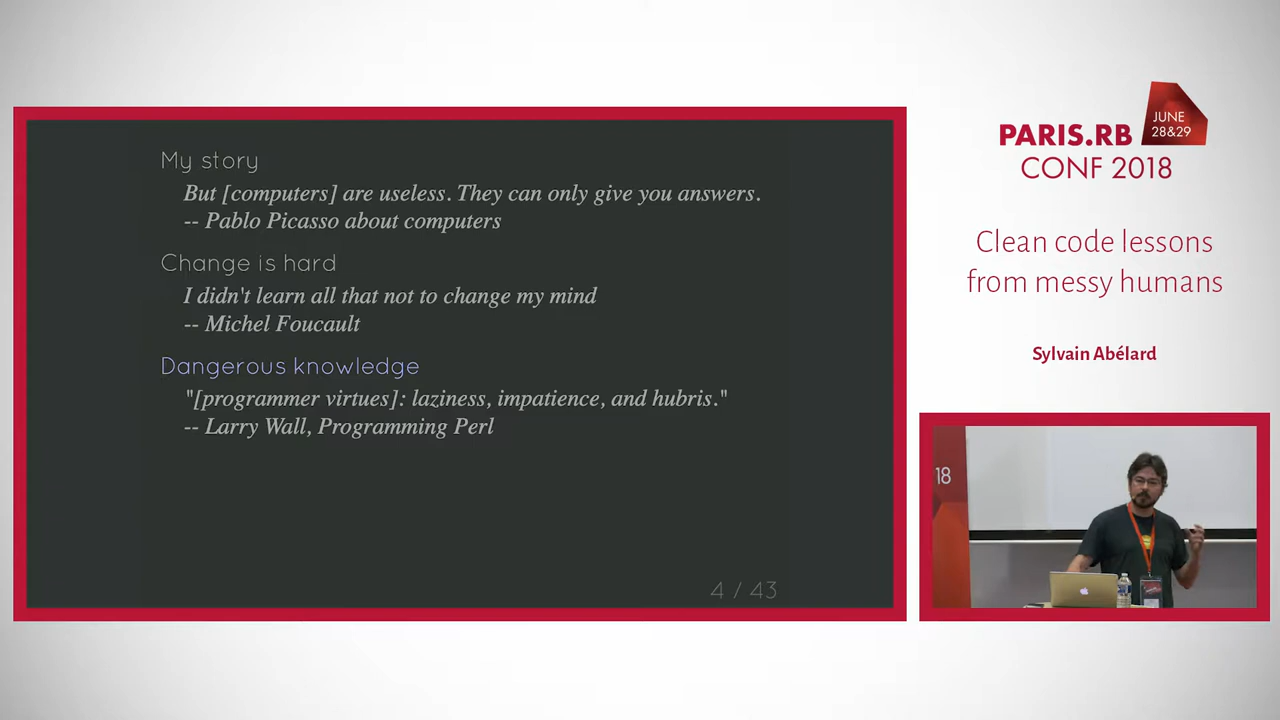 My story
But [computers] are useless. They can only give you answers.
-- Pablo Picasso about computers
Change is hard
I didn't learn all that not to change my mind
-- Michel Foucault
Dangerous knowledge
"[programmer virtues]: laziness, impatience, and hubris."
-- Larry Wall, Programming Perl
4 / 43
PARIS.RB
JUNE
28&29
CONF 2018
Clean code lessons
from messy humans
Sylvain Abélard
18